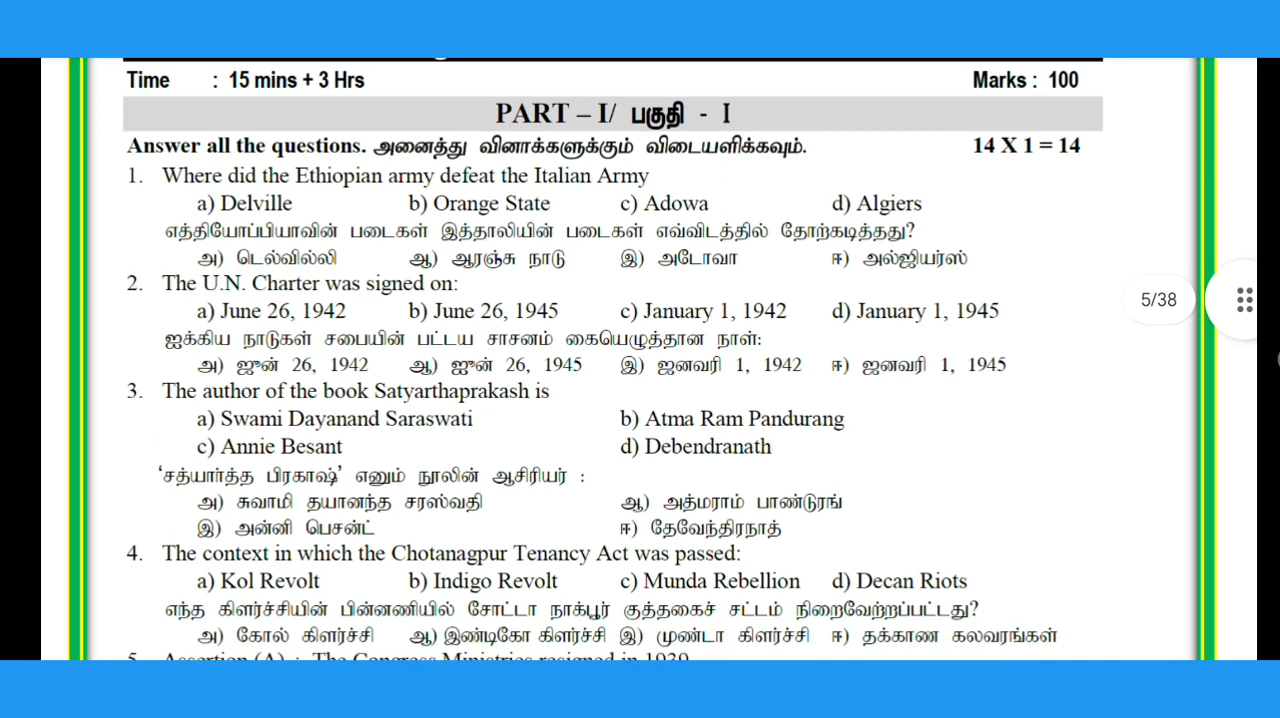 Time : 15 mins + 3 Hrs Marks : 100
PART – I/ பகுதி - I
Answer all the questions. அனைத்து வினாக்களுக்கும் விடையளிக்கவும். 14 X 1 = 14
1. Where did the Ethiopian army defeat the Italian Army
a) Delville b) Orange State c) Adowa d) Algiers
எத்தியோப்பியாவின் படைகள் இத்தாலியின் படைகள் எவ்விடத்தில் தோற்கடித்தது?
அ) டெல்வில்லி ஆ) ஆரஞ்சு நாடு இ) அடோவா ஈ) அல்ஜியர்ஸ்
2. The U.N. Charter was signed on:
a) June 26, 1942 b) June 26, 1945 c) January 1, 1942 d) January 1, 1945
5/38
ஐக்கிய நாடுகள் சபையின் பட்டய சாசனம் கையெழுத்தான நாள்:
அ) ஜுன் 26, 1942 ஆ) ஜுன் 26, 1945 இ) ஜனவரி 1, 1942 ஈ) ஜனவரி 1, 1945
3. The author of the book Satyarthaprakash is
a) Swami Dayanand Saraswati b) Atma Ram Pandurang
c) Annie Besant d) Debendranath
‘சத்யார்த்த பிரகாஷ்’ எனும் நூலின் ஆசிரியர் :
அ) சுவாமி தயானந்த சரஸ்வதி ஆ) அத்மராம் பாண்டுரங்
இ) அன்னி பெசன்ட் ஈ) தேவேந்திரநாத்
4. The context in which the Chotanagpur Tenancy Act was passed:
a) Kol Revolt b) Indigo Revolt c) Munda Rebellion d) Decan Riots
எந்த கிளர்ச்சியின் பின்னணியில் சோட்டா நாக்பூர் குத்தகைச் சட்டம் நிறைவேற்றப்பட்டது?
அ) கோல் கிளர்ச்சி ஆ) இண்டிகோ கிளர்ச்சி இ) முண்டா கிளர்ச்சி ஈ) தக்காண கலவரங்கள்
5. Assertion (A) : The Congress Ministries resigned in 1939